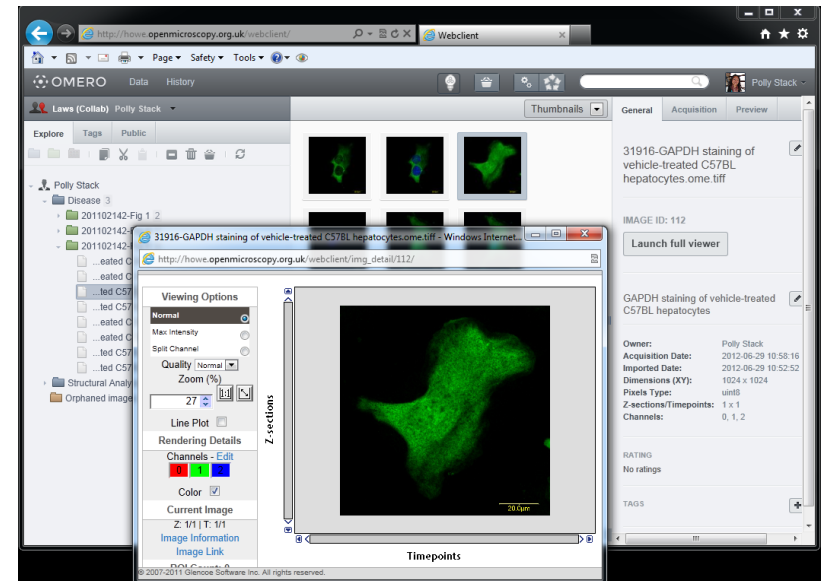 http://howe.openmicroscopy.org.uk/webclient/
Webclient
Page Safety Tools
OMERO Data History
Polly Stack
Laws (Collab) Polly Stack
Thumbnails
General Acquisition Preview
Explore Tags Public
31916-GAPDH staining of
vehicle-treated C57BL
hepatocytes.ome.tiff
Polly Stack
Disease 3
201102142-Fig 1 2
201102142-
201102142-
IMAGE ID: 112
Launch full viewer
...eated C
...eated C
...ted C57
...ted C57
...eated C
...eated C
...ted C57
...ted C57
Structural Analy
Orphaned image
31916-GAPDH staining of vehicle-treated C57BL hepatocytes.ome.tiff - Windows Internet...
http://howe.openmicroscopy.org.uk/webclient/img_detail/112/
Viewing Options
Normal
Max Intensity
Split Channel
Quality Normal
Zoom (%)
27 1:1
Line Plot
Rendering Details
Channels - Edit
0 1 2
Color
Current Image
Z: 1/1 | T: 1/1
Image Information
Image Link
ROI Count: 0
© 2007-2011 Glencoe Software Inc. All rights reserved.
Z-sections
20.0µm
Timepoints
GAPDH staining of vehicle-treated
C57BL hepatocytes
Owner: Polly Stack
Acquisition Date: 2012-06-29 10:58:16
Imported Date: 2012-06-29 10:52:52
Dimensions (XY): 1024 x 1024
Pixels Type: uint8
Z-sections/Timepoints: 1 x 1
Channels: 0, 1, 2
RATING
No ratings
TAGS